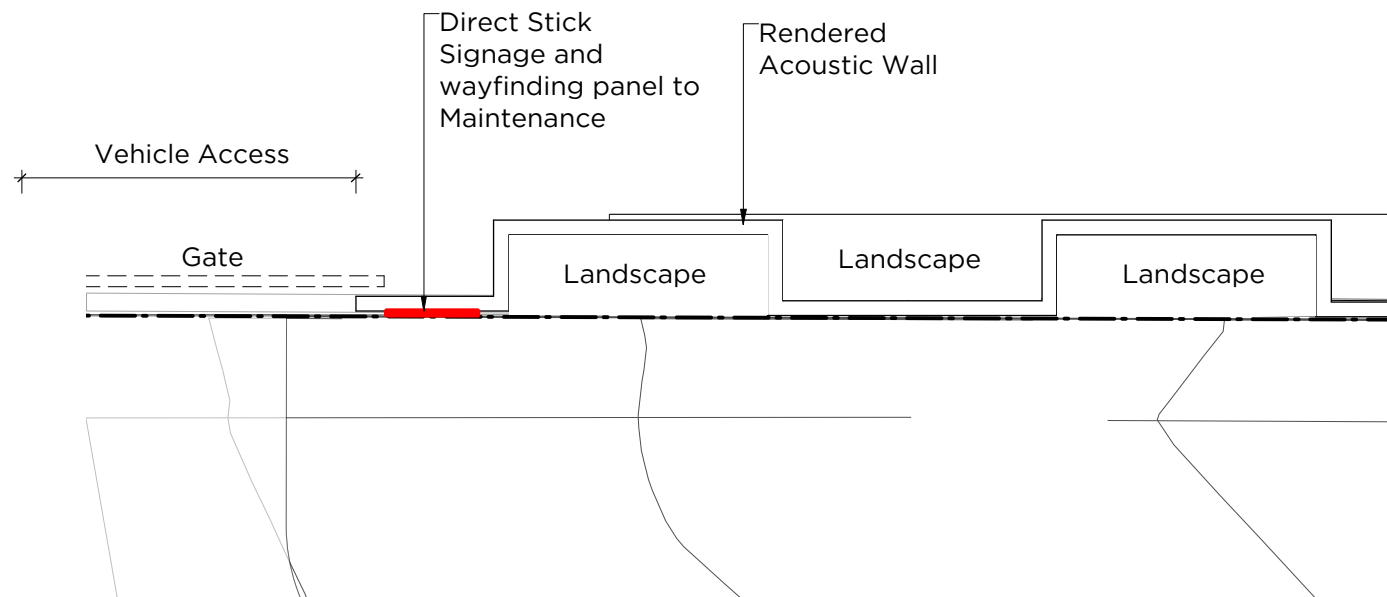 Direct Stick
Signage and
wayfinding panel to
Maintenance
Rendered
Acoustic Wall
Vehicle Access
Gate
Landscape
Landscape
Landscape